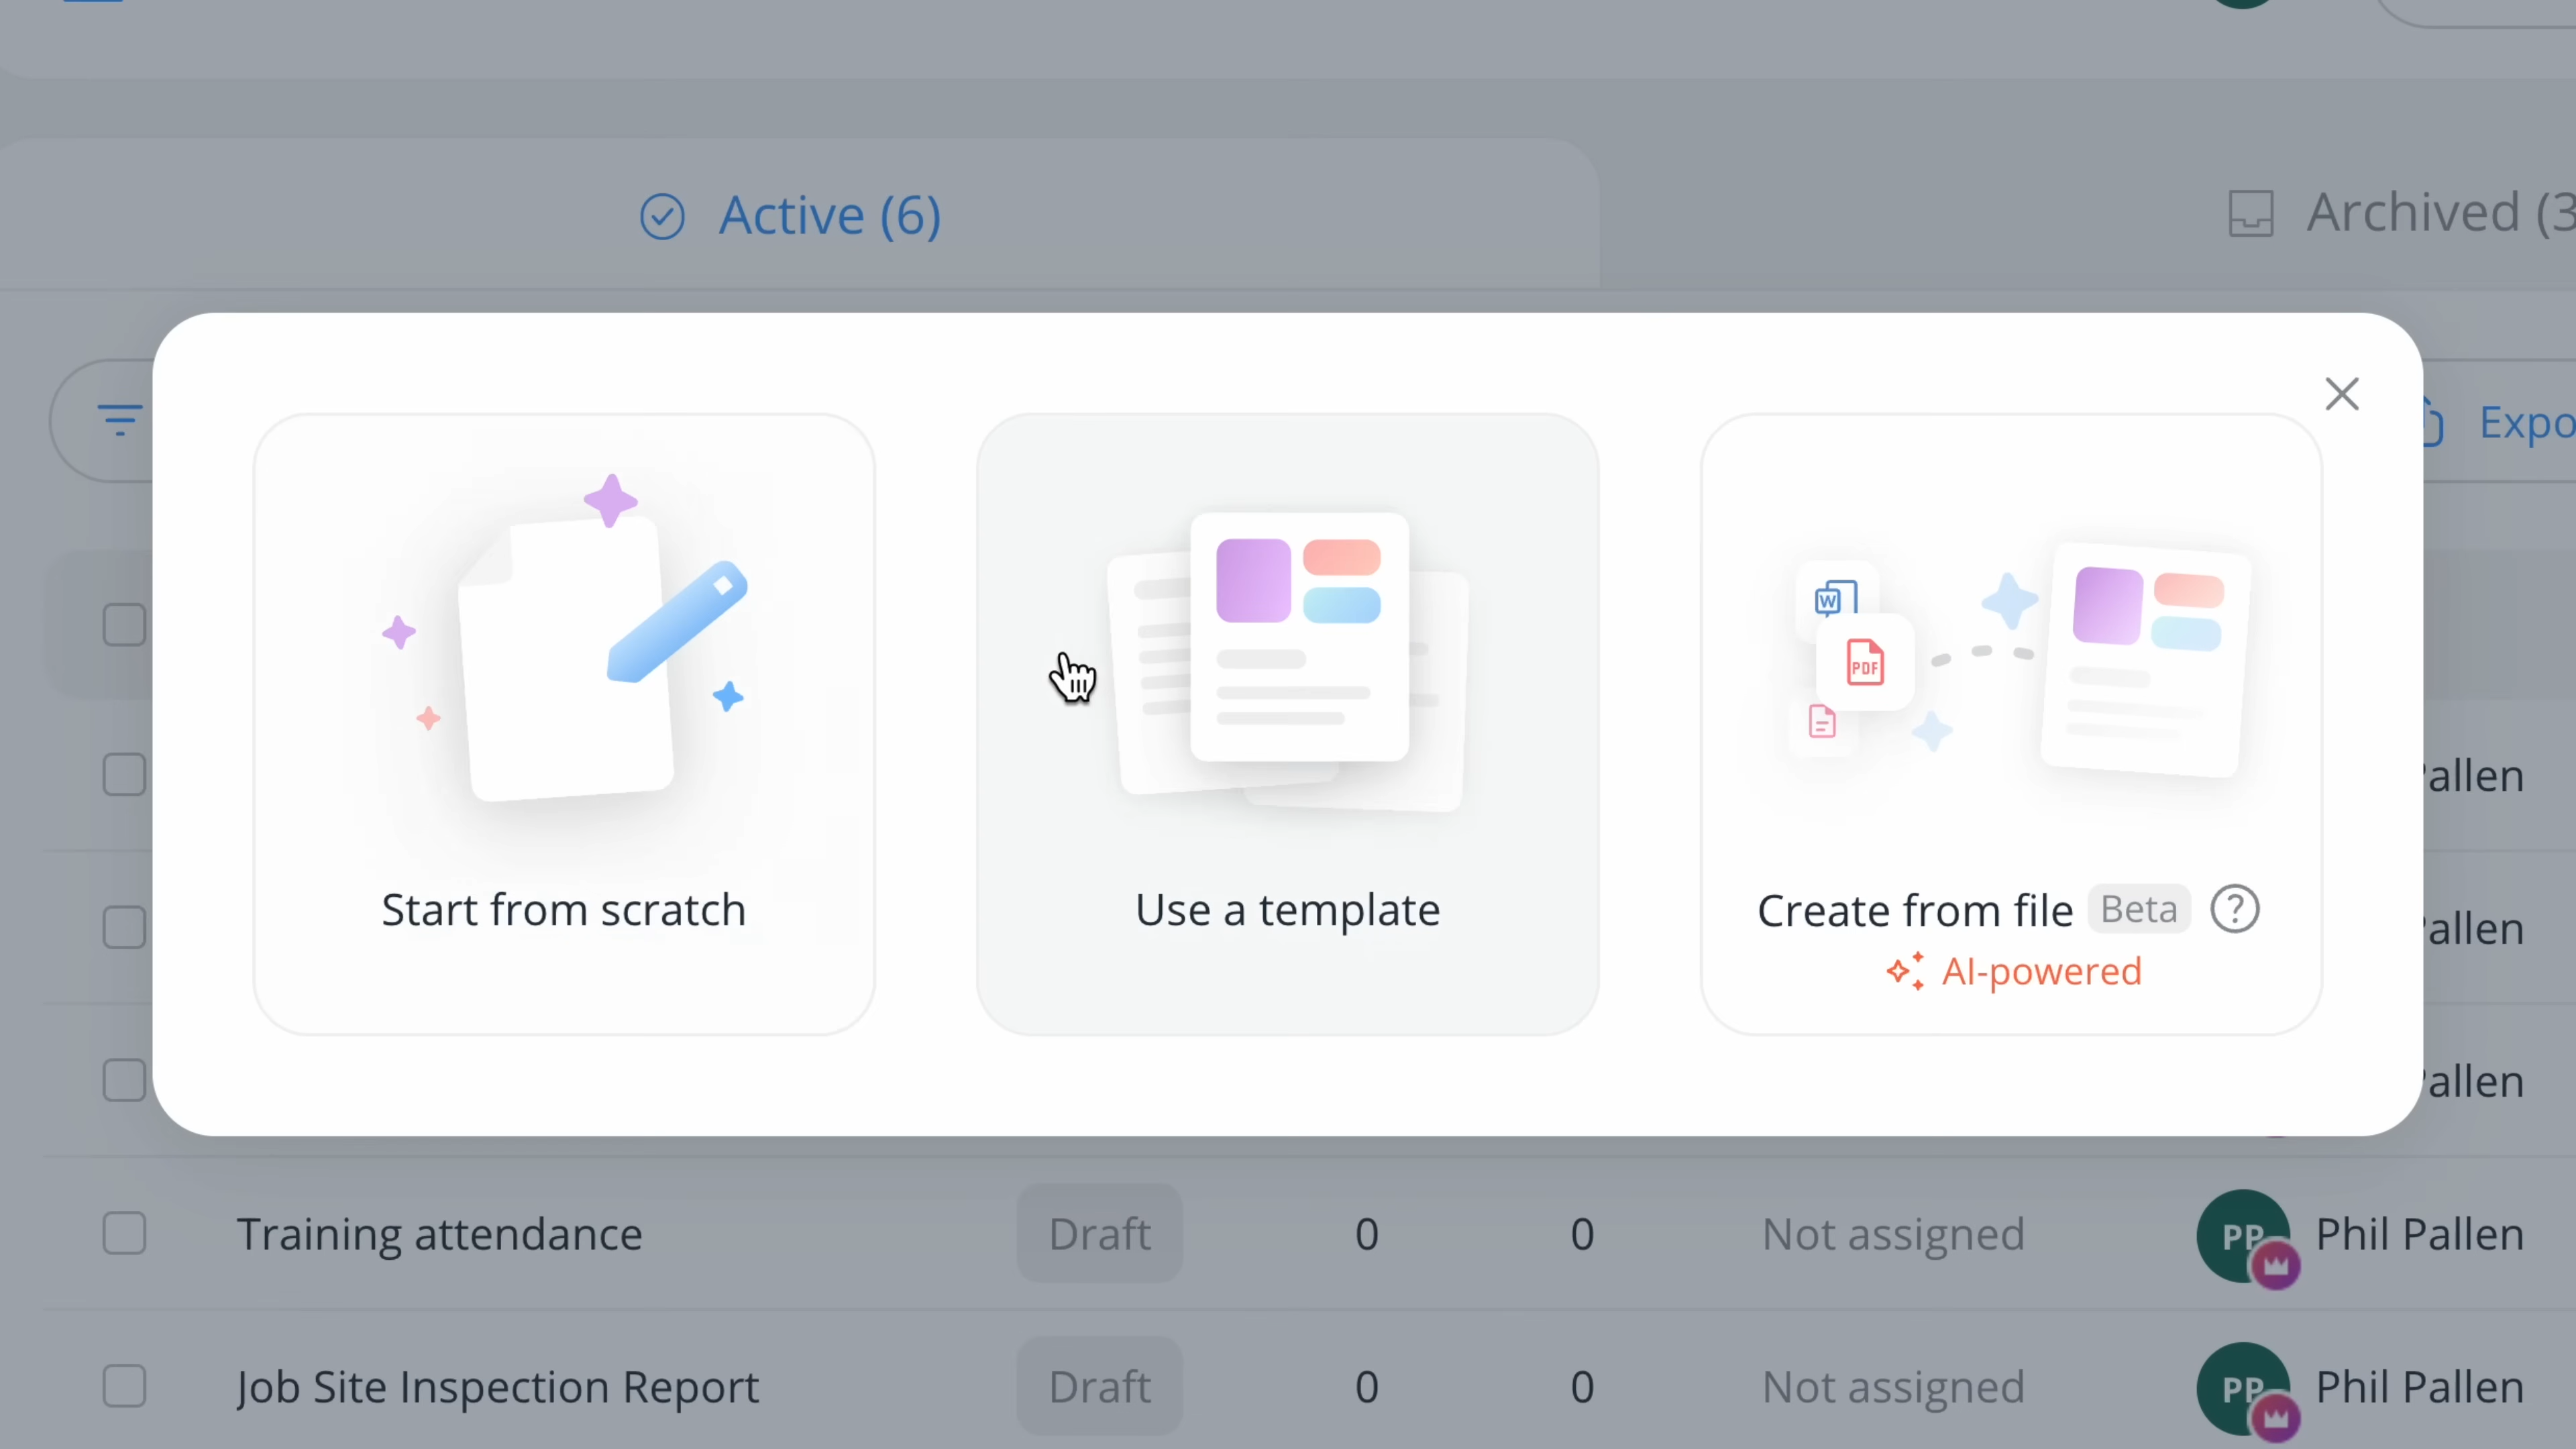 Active (6)
Archived (3
Expo
Start from scratch
Use a template
W
PDF
Create from file Beta ?
AI-powered
allen
allen
allen
Training attendance Draft 0 0 Not assigned PP Phil Pallen
Job Site Inspection Report Draft 0 0 Not assigned PP Phil Pallen